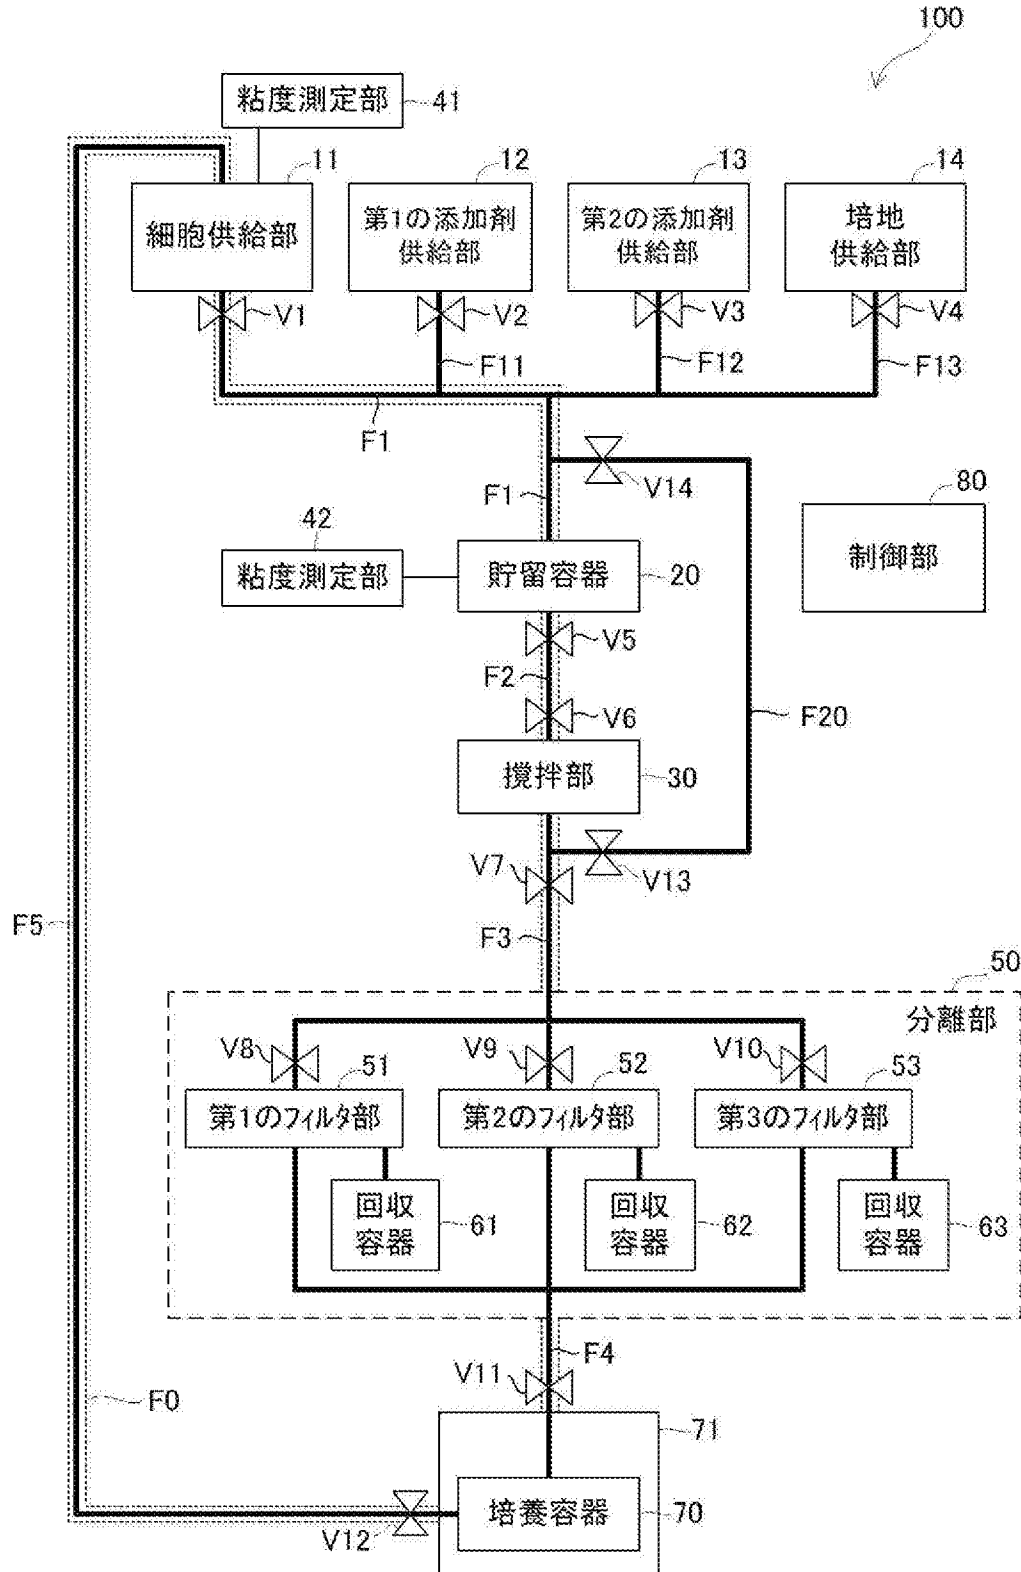 100
粘度測定部
41
11
12
13
14
細胞供給部
第1の添加剤
供給部
第2の添加剤
供給部
培地
供給部
V1
V2
V3
V4
F11
F12
F13
F1
V14
F1
80
42
粘度測定部
貯留容器
20
制御部
V5
F2
V6
F20
撹拌部
30
V7
V13
F5
F3
50
分離部
V8
V9
V10
51
52
53
第1のフィルタ部
第2のフィルタ部
第3のフィルタ部
回収
容器
61
回収
容器
62
回収
容器
63
F4
V11
F0
71
培養容器
70
V12